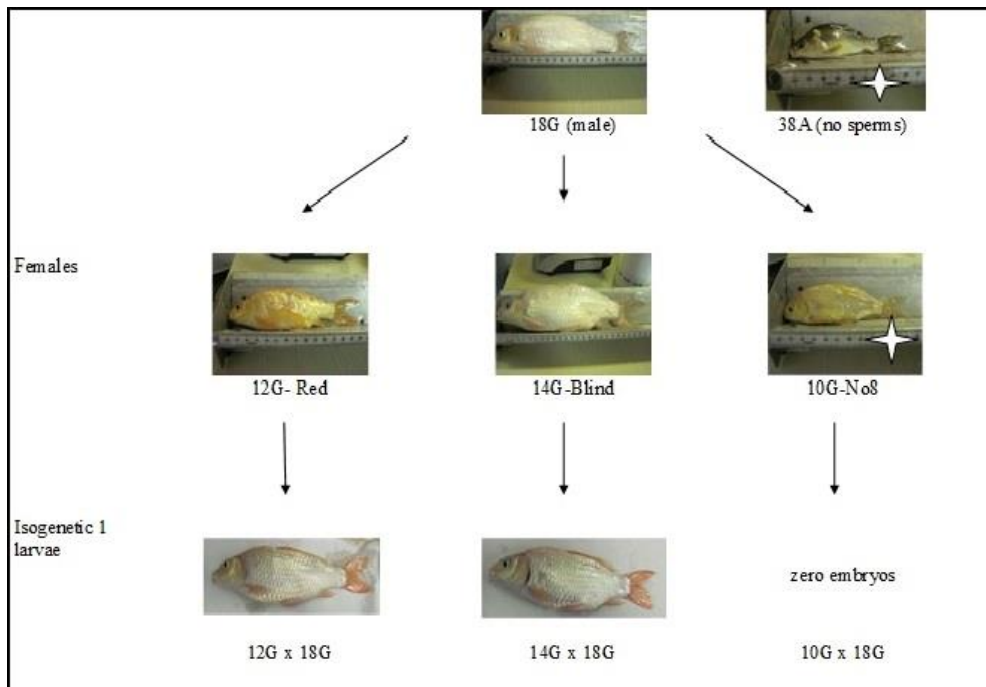 18G (male)
38A (no sperms)
Females
12G- Red
14G-Blind
10G-No8
Isogenetic 1
larvae
zero embryos
12G x 18G
14G x 18G
10G x 18G